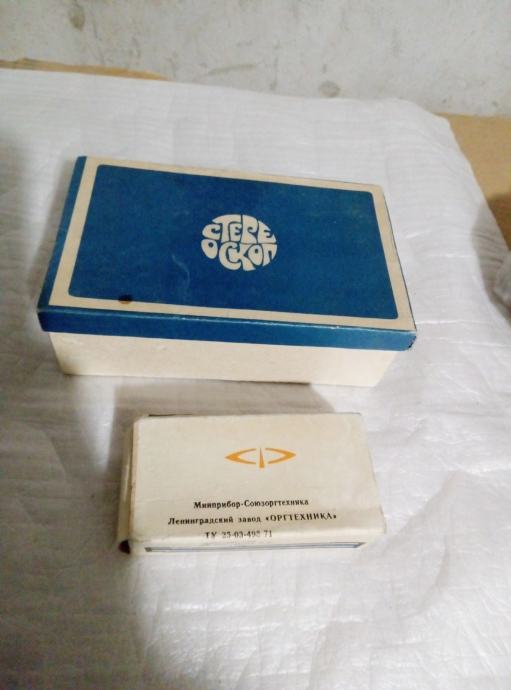 СТЕРЕ
ОСКОП
Минприбор-Союзоргтехника
Ленинградский завод «ОРГТЕХНИКА»
ТУ 25-03-495 71